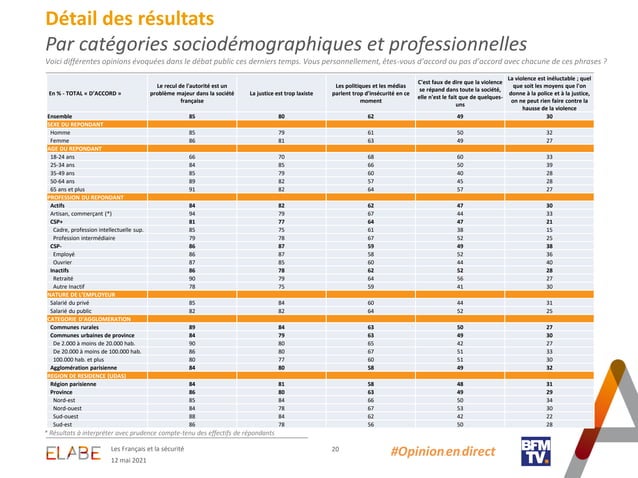 Détail des résultats
Par catégories sociodémographiques et professionnelles
Voici différentes opinions évoquées dans le débat public ces derniers temps. Vous personnellement, êtes-vous d'accord ou pas d'accord avec chacune de ces phrases ?
En % - TOTAL « D'ACCORD » Le recul de l'autorité est un problème majeur dans la société française La justice est trop laxiste Les politiques et les médias parlent trop d'insécurité en ce moment C'est faux de dire que la violence se répand dans toute la société, elle n'est le fait que de quelques-uns La violence est inéluctable ; quel que soit les moyens que l'on donne à la police et à la justice, on ne peut rien faire contre la hausse de la violence
Ensemble 85 80 62 49 30
SEXE DU REPONDANT
Homme 85 79 61 50 32
Femme 86 81 63 49 27
AGE DU REPONDANT
18-24 ans 66 70 68 60 33
25-34 ans 84 85 66 50 39
35-49 ans 85 79 60 40 28
50-64 ans 89 82 57 45 28
65 ans et plus 91 82 64 57 27
PROFESSION DU REPONDANT
Actifs 84 82 62 47 30
Artisan, commerçant (*) 94 79 67 44 33
CSP+ 81 77 64 47 21
Cadre, profession intellectuelle sup. 85 75 61 38 15
Profession intermédiaire 79 78 67 52 25
CSP- 86 87 59 49 38
Employé 86 87 58 52 36
Ouvrier 87 85 60 44 40
Inactifs 86 78 62 52 28
Retraité 90 79 64 56 27
Autre Inactif 78 75 59 41 30
NATURE DE L'EMPLOYEUR
Salarié du privé 85 84 60 44 31
Salarié du public 82 82 64 52 25
CATEGORIE D'AGGLOMERATION
Communes rurales 89 84 63 50 27
Communes urbaines de province 84 79 63 49 30
De 2.000 à moins de 20.000 hab. 90 80 65 42 27
De 20.000 à moins de 100.000 hab. 86 80 67 51 33
100.000 hab. et plus 80 77 60 51 30
Agglomération parisienne 84 80 58 49 32
REGION DE RESIDENCE (UDA5)
Région parisienne 84 81 58 48 31
Province 86 80 63 49 29
Nord-est 85 84 66 50 34
Nord-ouest 84 78 67 53 30
Sud-ouest 88 84 62 42 22
Sud-est 86 78 56 50 28
* Résultats à interpréter avec prudence compte-tenu des effectifs de répondants
ELABE
Les Français et la sécurité
12 mai 2021
20
#Opinionendirect
BFM
TV.